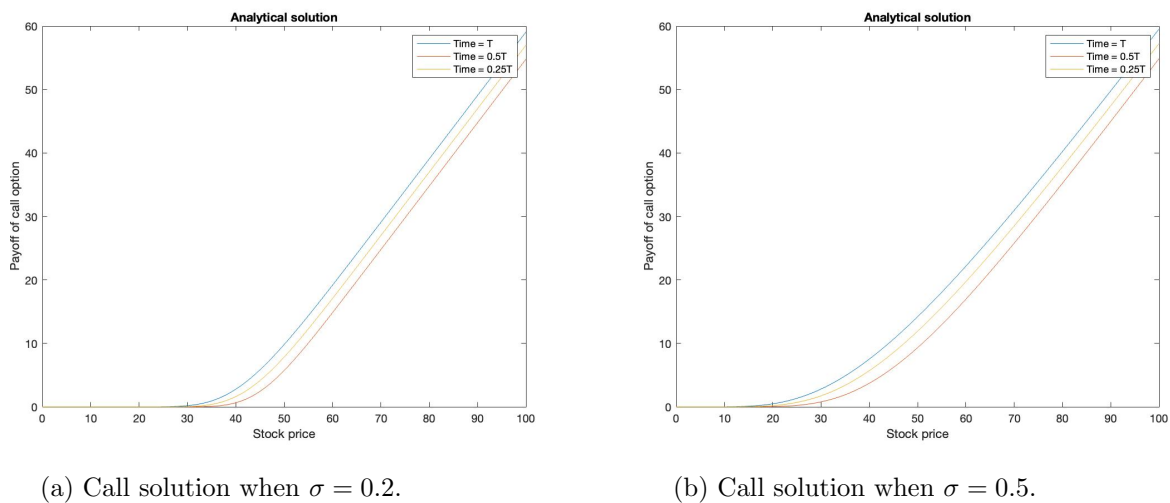 Analytical solution
Time = T
Time = 0.5T
Time = 0.25T
Payoff of call option
60
50
40
30
20
10
0
0 10 20 30 40 50 60 70 80 90 100
Stock price
(a) Call solution when σ = 0.2.
Analytical solution
Time = T
Time = 0.5T
Time = 0.25T
Payoff of call option
60
50
40
30
20
10
0
0 10 20 30 40 50 60 70 80 90 100
Stock price
(b) Call solution when σ = 0.5.